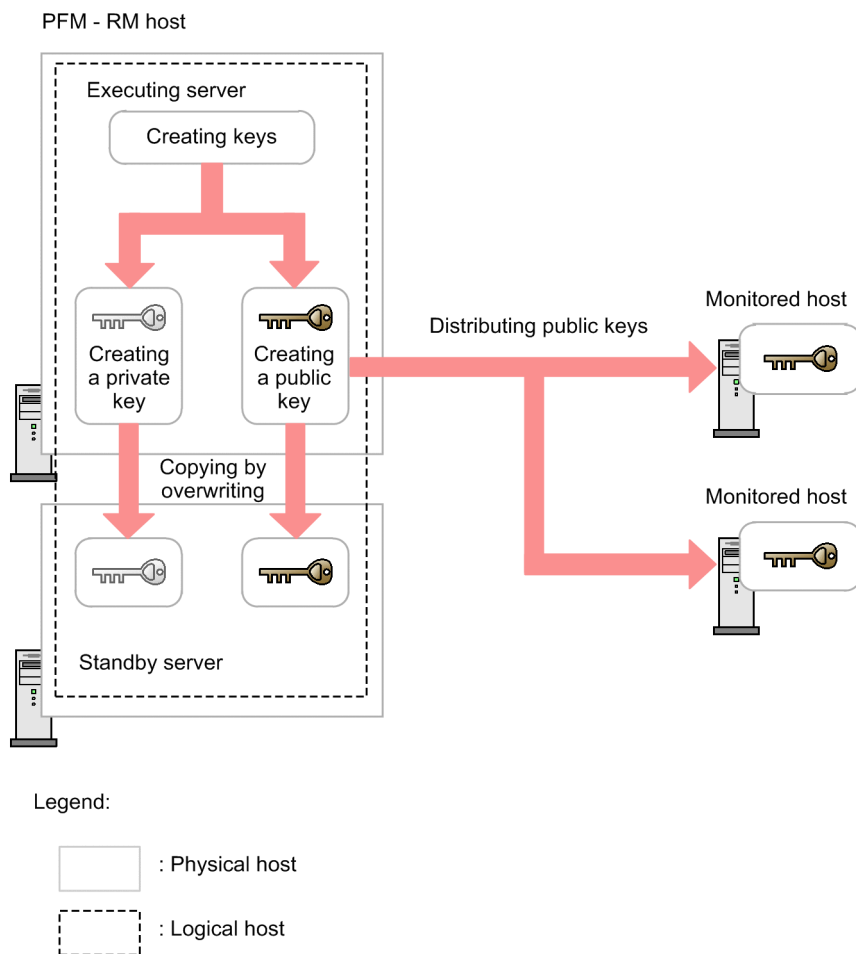 PFM - RM host
Executing server
Creating keys
Creating
a private
key
Creating
a public
key
Distributing public keys
Monitored host
Copying by
overwriting
Monitored host
Standby server
Legend:
: Physical host
: Logical host